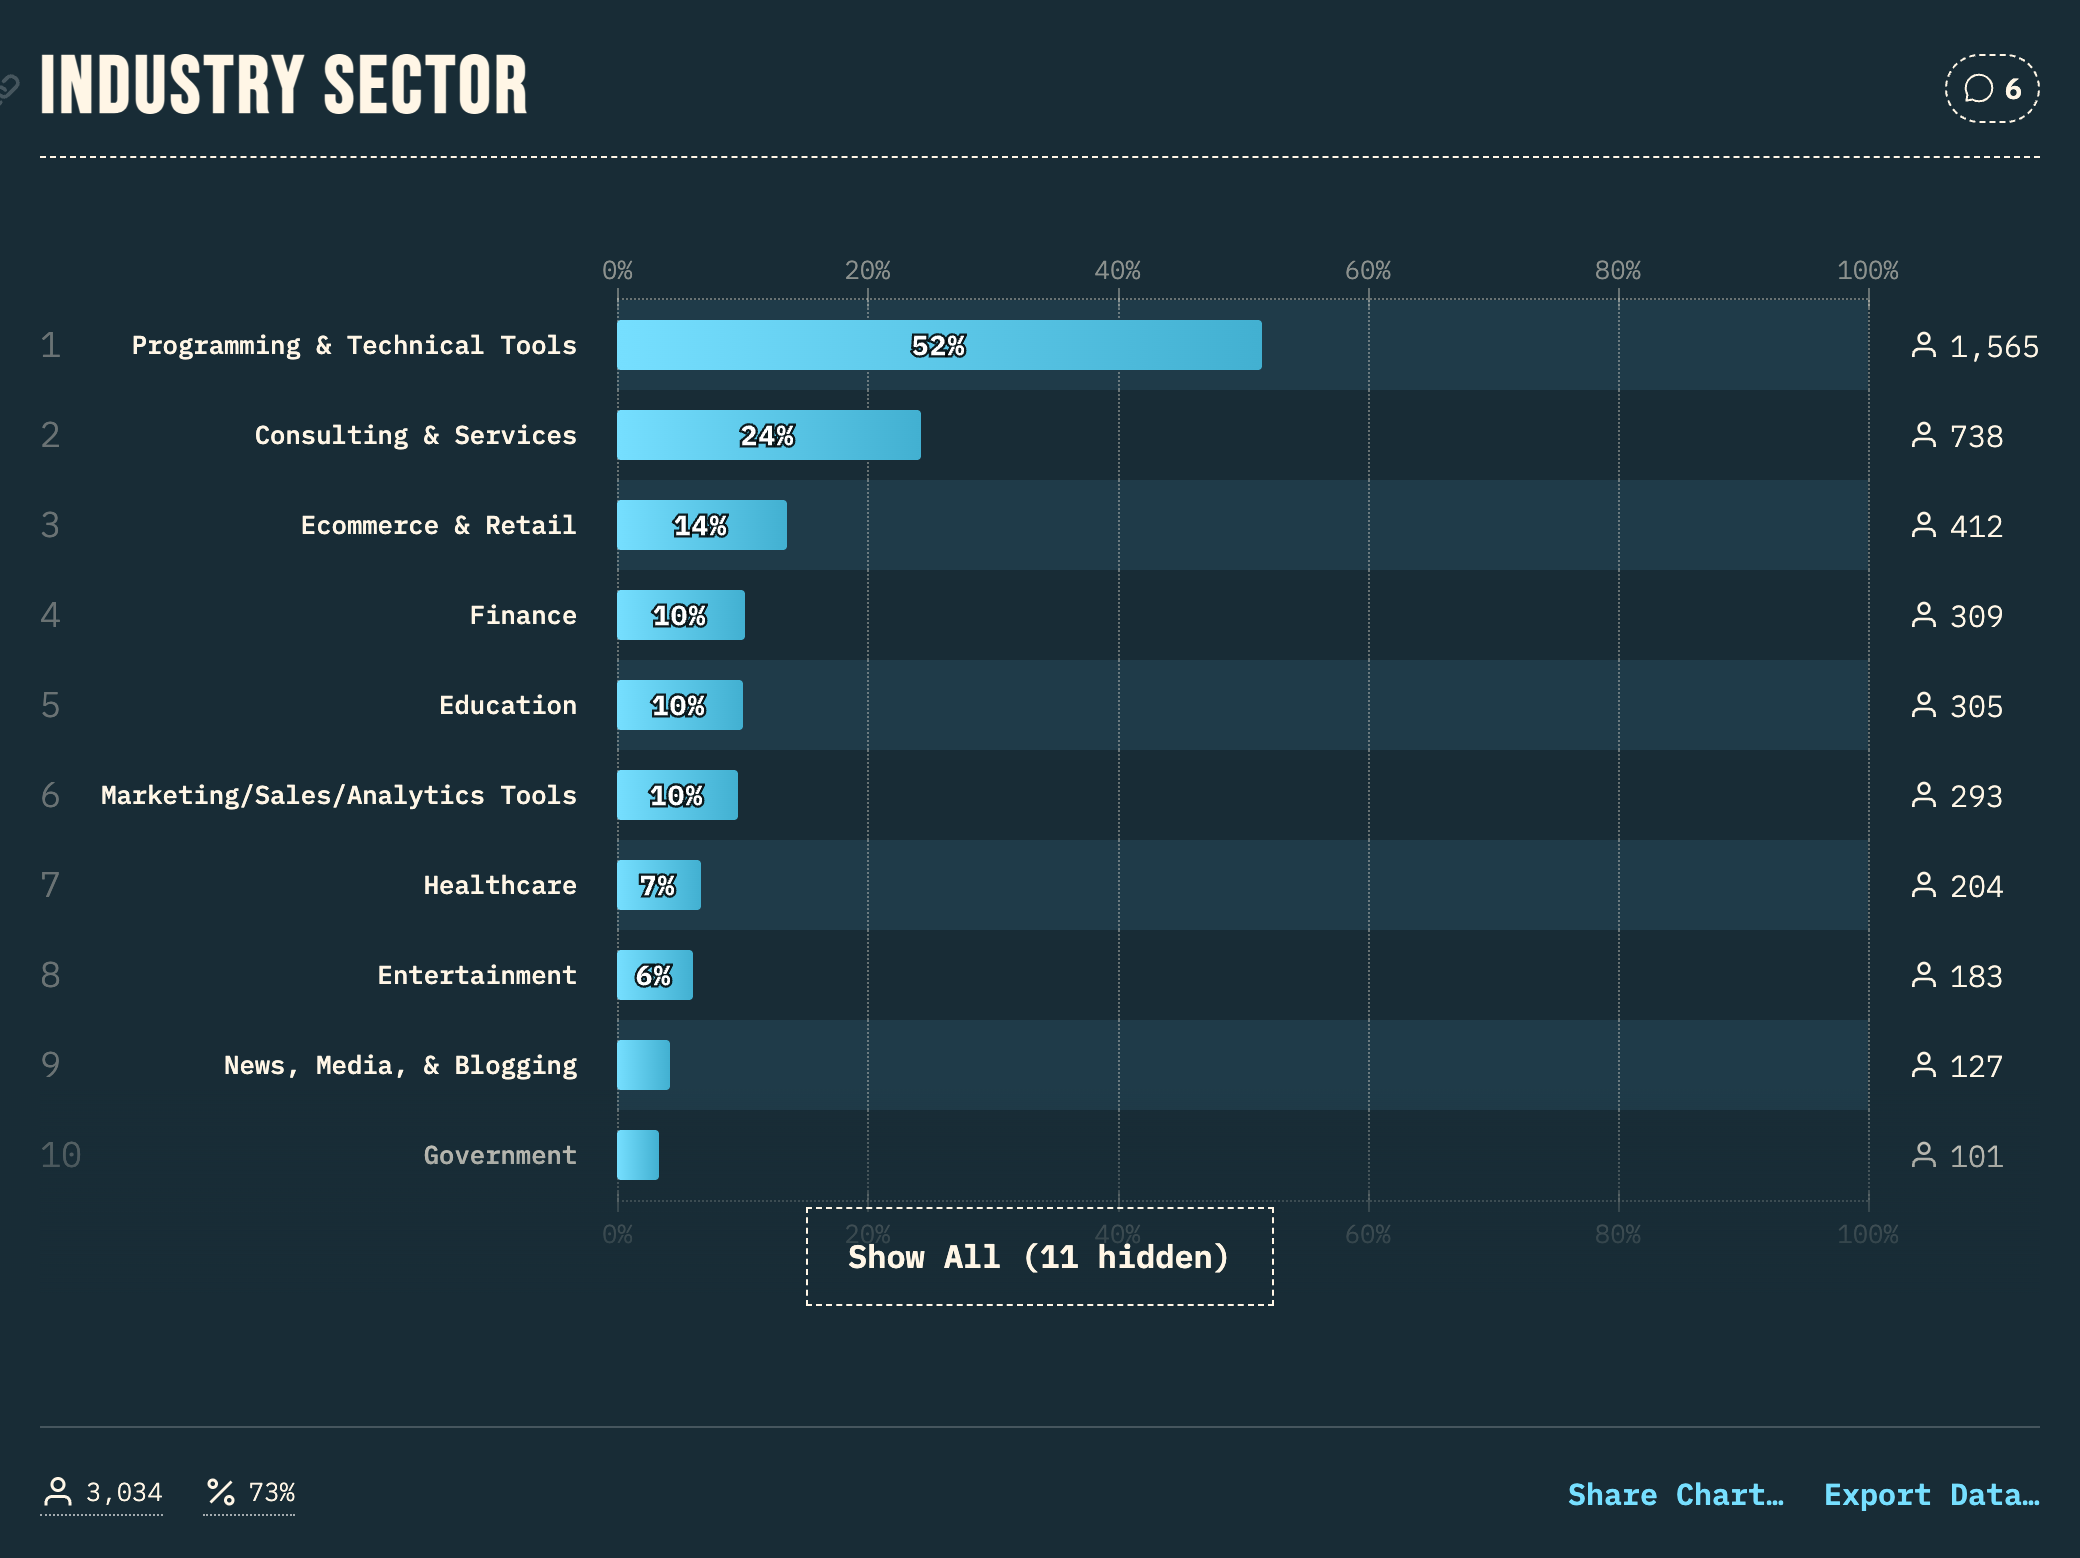 INDUSTRY SECTOR
6
0% 20% 40% 60% 80% 100%
1 Programming & Technical Tools 52% 1,565
2 Consulting & Services 24% 738
3 Ecommerce & Retail 14% 412
4 Finance 10% 309
5 Education 10% 305
6 Marketing/Sales/Analytics Tools 10% 293
7 Healthcare 7% 204
8 Entertainment 6% 183
9 News, Media, & Blogging 127
10 Government 101
0% 20% 40% 60% 80% 100%
Show All (11 hidden)
3,034 % 73% Share Chart… Export Data…